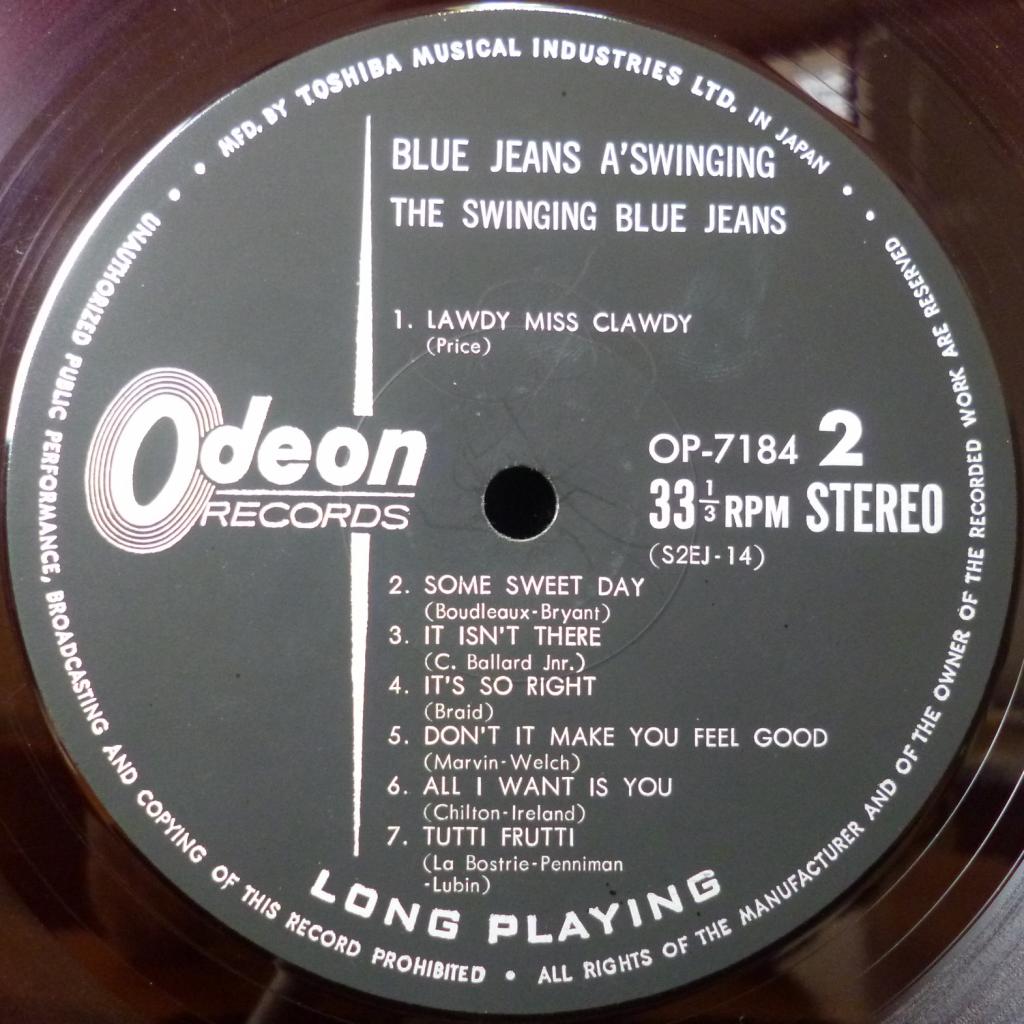 MFD. BY TOSHIBA MUSICAL INDUSTRIES LTD. IN JAPAN
BLUE JEANS A'SWINGING
THE SWINGING BLUE JEANS
1. LAWDY MISS CLAWDY
(Price)
Odeon
RECORDS
OP-7184 2
33 1/3 RPM STEREO
(S2EJ-14)
2. SOME SWEET DAY
(Boudleaux-Bryant)
3. IT ISN'T THERE
(C. Ballard Jnr.)
4. IT'S SO RIGHT
(Braid)
5. DON'T IT MAKE YOU FEEL GOOD
(Marvin-Welch)
6. ALL I WANT IS YOU
(Chilton-Ireland)
7. TUTTI FRUTTI
(La Bostrie-Penniman
-Lubin)
LONG PLAYING
UNAUTHORIZED PUBLIC PERFORMANCE, BROADCASTING AND COPYING OF THIS RECORD PROHIBITED • ALL RIGHTS OF THE MANUFACTURER AND OF THE OWNER OF THE RECORDED WORK ARE RESERVED